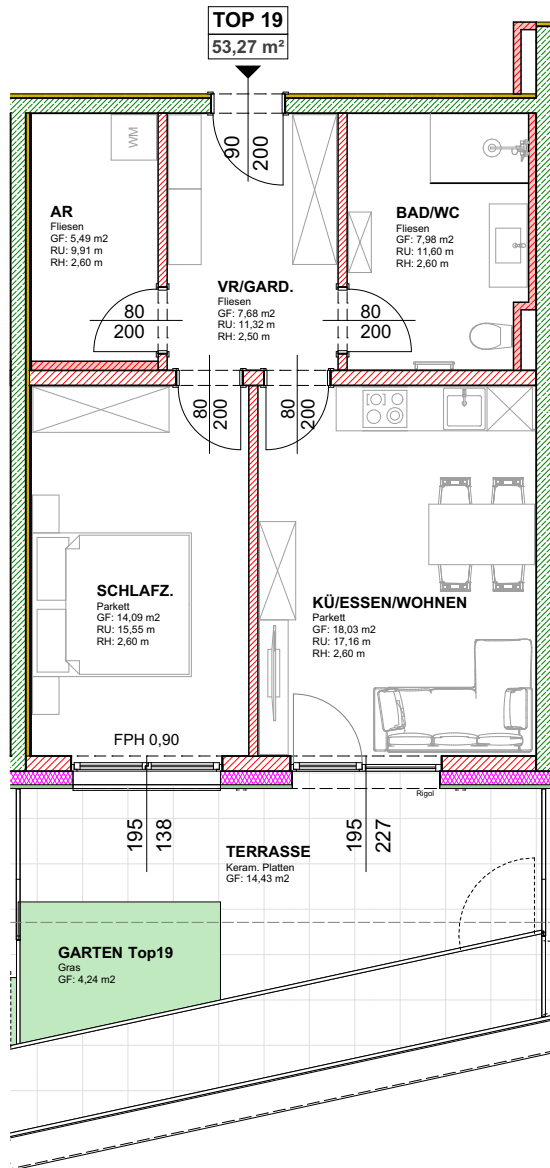 TOP 19
53,27 m²
90
200
WM
AR
Fliesen
GF: 5,49 m2
RU: 9,91 m
RH: 2,60 m
BAD/WC
Fliesen
GF: 7,98 m2
RU: 11,60 m
RH: 2,60 m
VR/GARD.
Fliesen
GF: 7,68 m2
RU: 11,32 m
RH: 2,50 m
80
200
80
200
80
200
80
200
SCHLAFZ.
Parkett
GF: 14,09 m2
RU: 15,55 m
RH: 2,60 m
KÜ/ESSEN/WOHNEN
Parkett
GF: 18,03 m2
RU: 17,16 m
RH: 2,60 m
FPH 0,90
Rigol
195
138
195
227
TERRASSE
Keram. Platten
GF: 14,43 m2
GARTEN Top19
Gras
GF: 4,24 m2